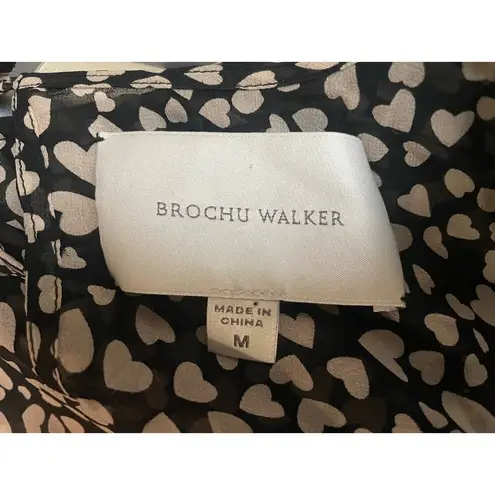 BROCHU WALKER
MADE IN
CHINA
M